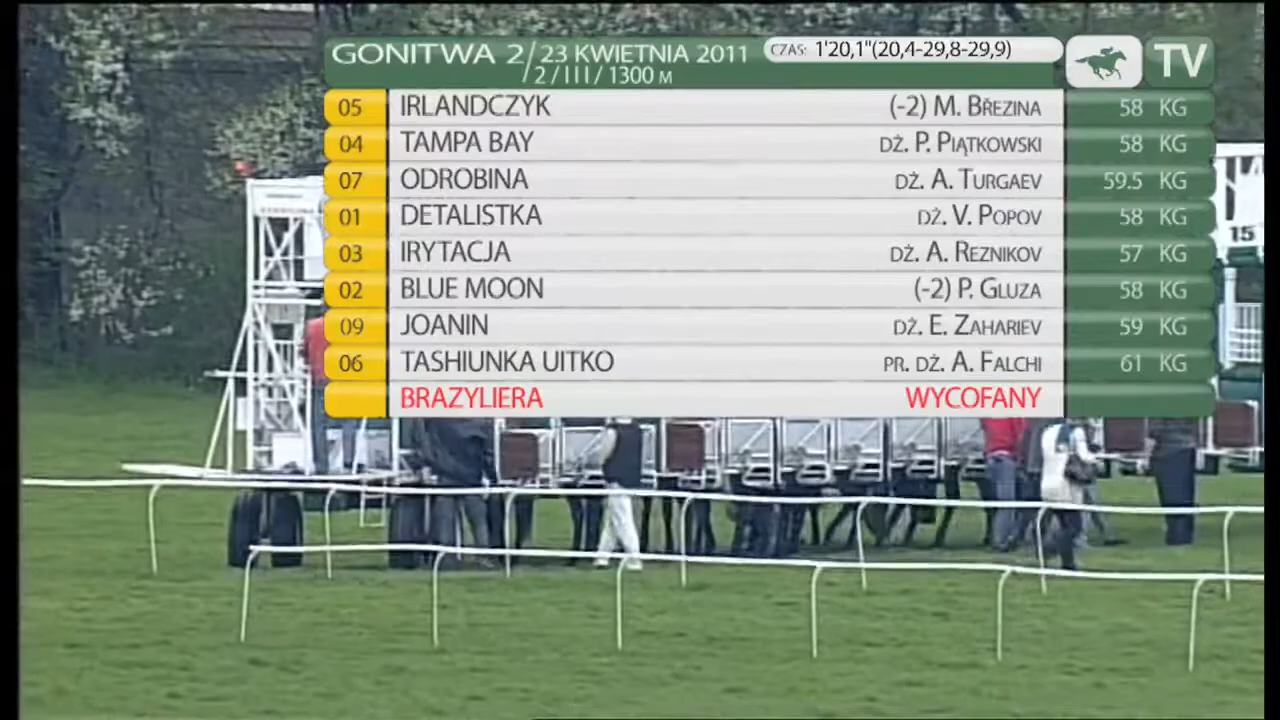 GONITWA 2/23 KWIETNIA 2011 CZAS: 1'20,1"(20,4-29,8-29,9) TV
2/III/1300 M
05 IRLANDCZYK (-2) M. BŘEZINA 58 KG
04 TAMPA BAY DŻ. P. PIĄTKOWSKI 58 KG
07 ODROBINA DŻ. A. TURGAEV 59.5 KG
01 DETALISTKA DŻ. V. POPOV 58 KG
15
03 IRYTACJA DŻ. A. REZNIKOV 57 KG
02 BLUE MOON (-2) P. GLUZA 58 KG
09 JOANIN DŻ. E. ZAHARIEV 59 KG
06 TASHIUNKA UITKO PR. DŻ. A. FALCHI 61 KG
BRAZYLIERA WYCOFANY